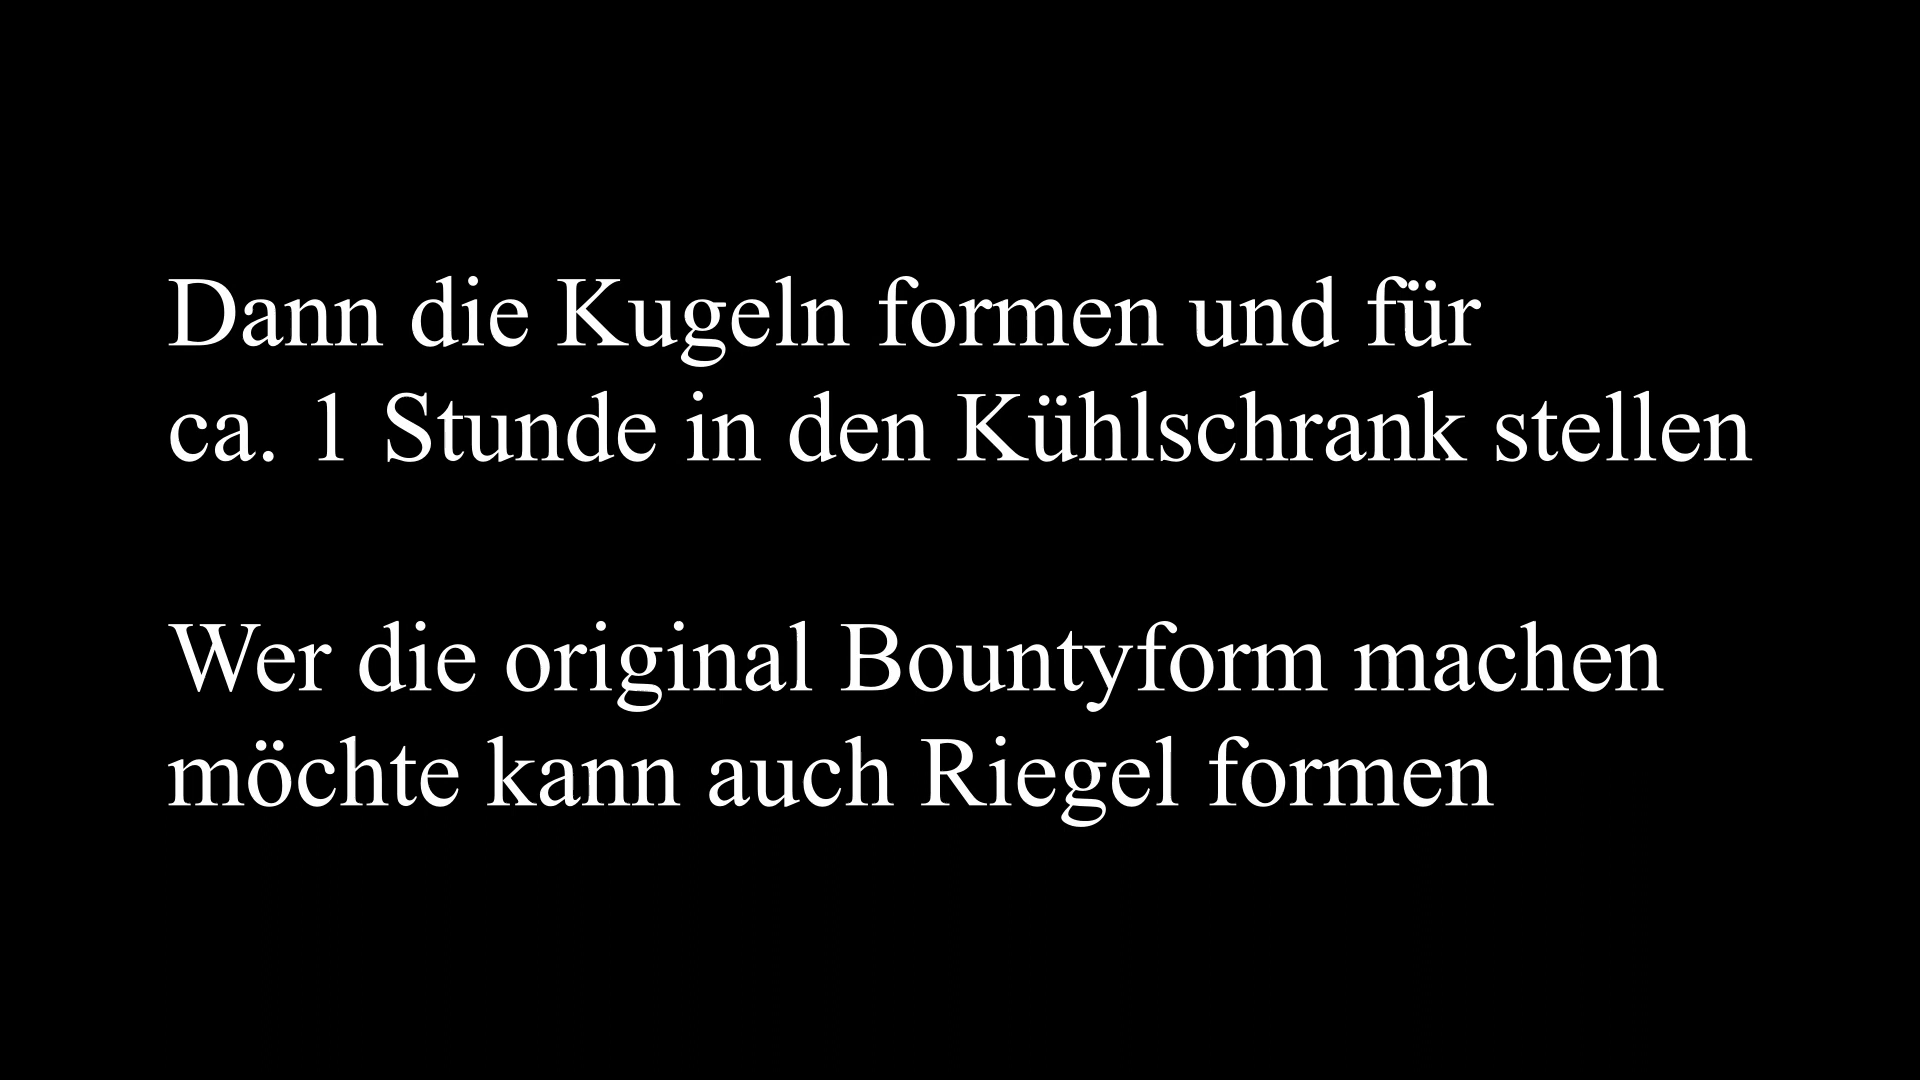 Dann die Kugeln formen und für
ca. 1 Stunde in den Kühlschrank stellen
Wer die original Bountyform machen
möchte kann auch Riegel formen